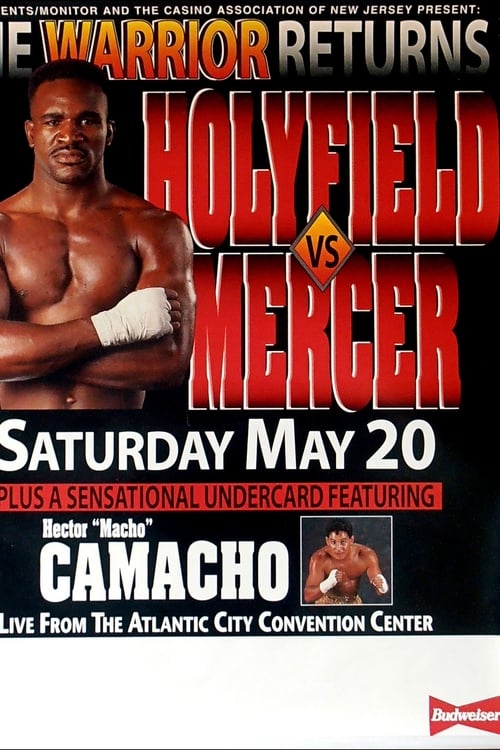 ENTS/MONITOR AND THE CASINO ASSOCIATION OF NEW JERSEY PRESENT:
HE WARRIOR RETURNS
HOLYFIELD
VS
MERCER
SATURDAY MAY 20
PLUS A SENSATIONAL UNDERCARD FEATURING
Hector "Macho"
CAMACHO
LIVE FROM THE ATLANTIC CITY CONVENTION CENTER
Budweiser